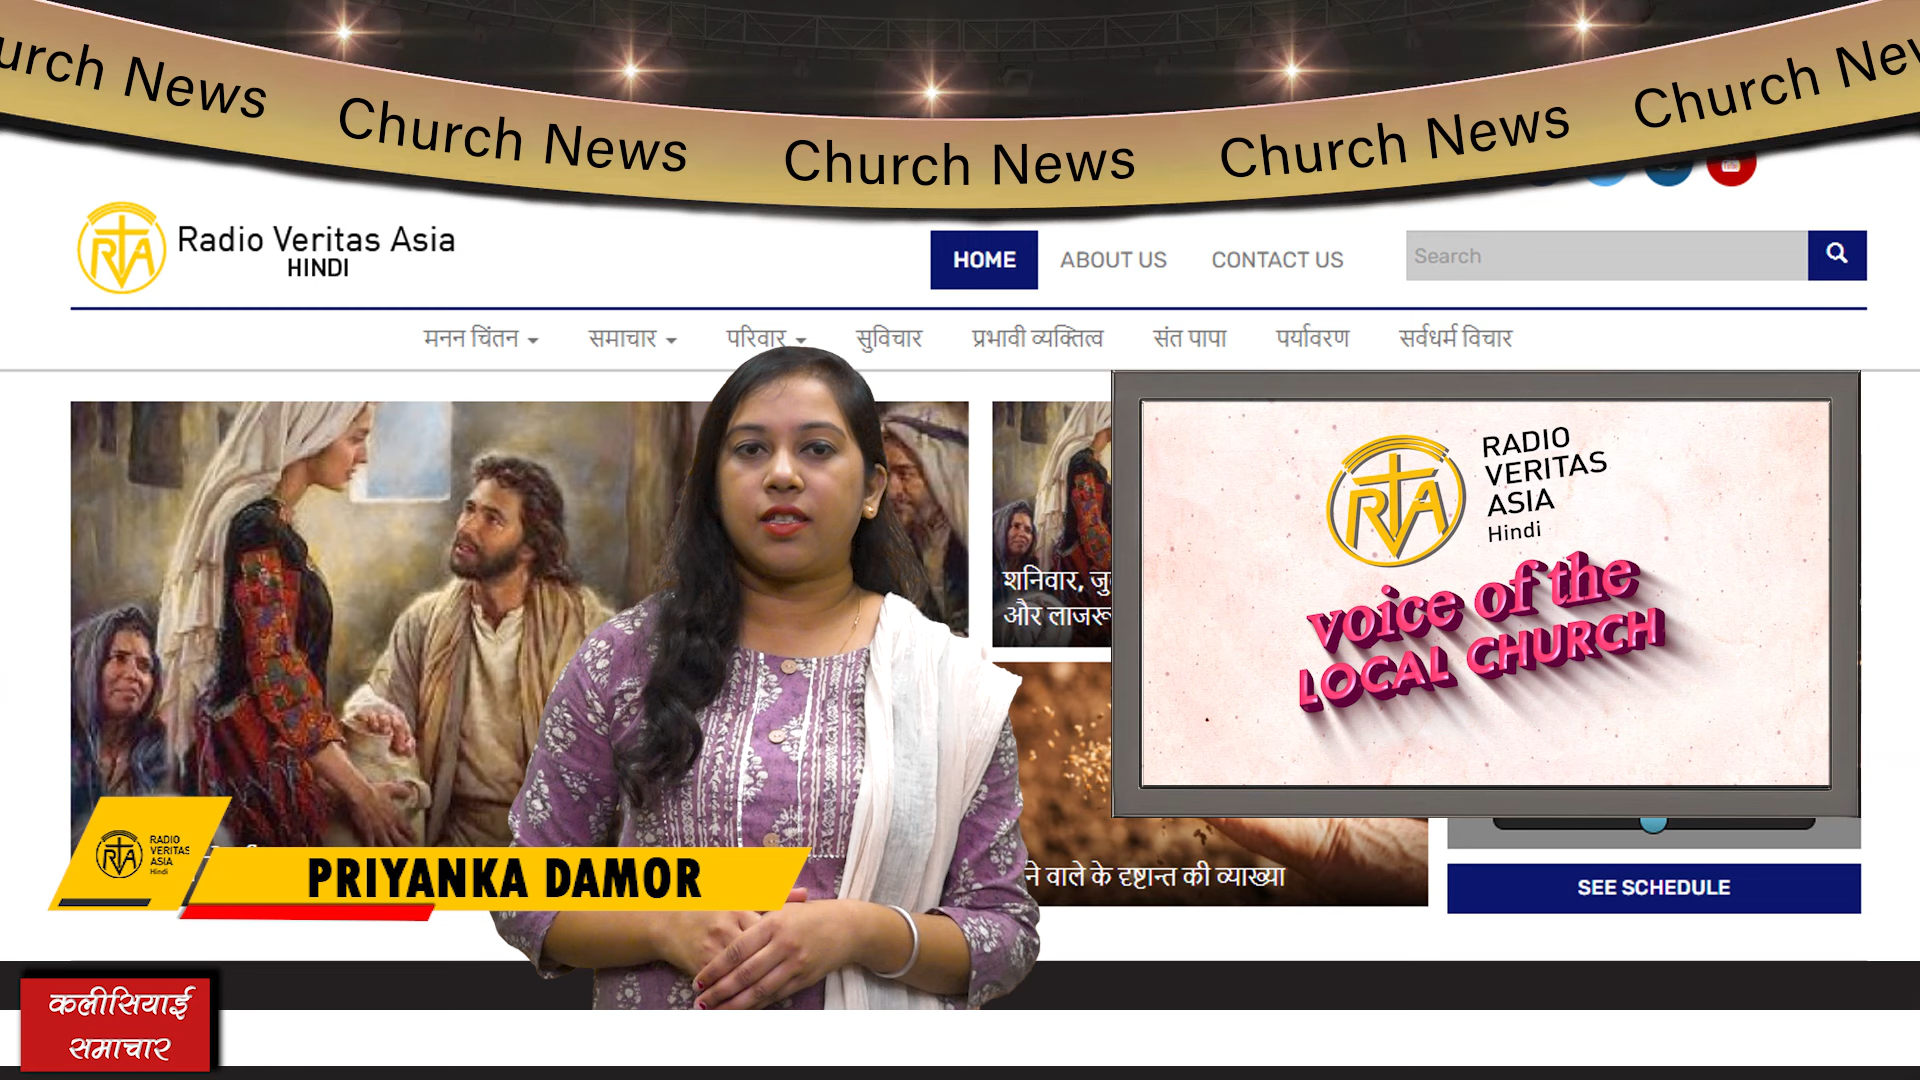 urch News
Church News
Church News
Church News
Church New
Radio Veritas Asia
HINDI
HOME
ABOUT US
CONTACT US
Search
मनन चिंतन
समाचार
परिवार
सुविचार
प्रभावी व्यक्तित्व
संत पापा
पर्यावरण
सर्वधर्म विचार
RTA
RADIO
VERITAS
ASIA
Hindi
voice of the
LOCAL CHURCH
शनिवार, जु
और लाजरू
ने वाले के दृष्टान्त की व्याख्या
SEE SCHEDULE
RADIO
VERITAS
ASIA
Hindi
PRIYANKA DAMOR
कलीसियाई
समाचार